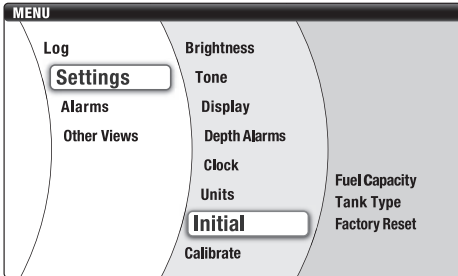 MENU
Log
Settings
Alarms
Other Views
Brightness
Tone
Display
Depth Alarms
Clock
Units
Initial
Calibrate
Fuel Capacity
Tank Type
Factory Reset